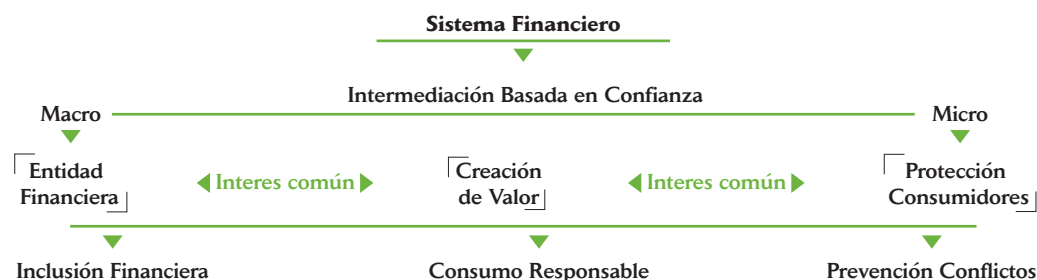 Sistema Financiero
Intermediación Basada en Confianza
Macro
Micro
Entidad
Financiera
Interes común
Creación
de Valor
Interes común
Protección
Consumidores
Inclusión Financiera
Consumo Responsable
Prevención Conflictos